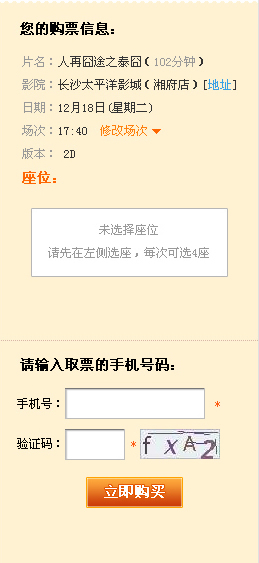 您的购票信息：
片名：人再囧途之泰囧（102分钟）
影院：长沙太平洋影城（湘府店）[地址]
日期：12月18日(星期二)
场次：17:40 修改场次
版本： 2D
座位：
未选择座位
请先在左侧选座，每次可选4座
请输入取票的手机号码：
手机号： *
验证码： * f X A 2
立即购买